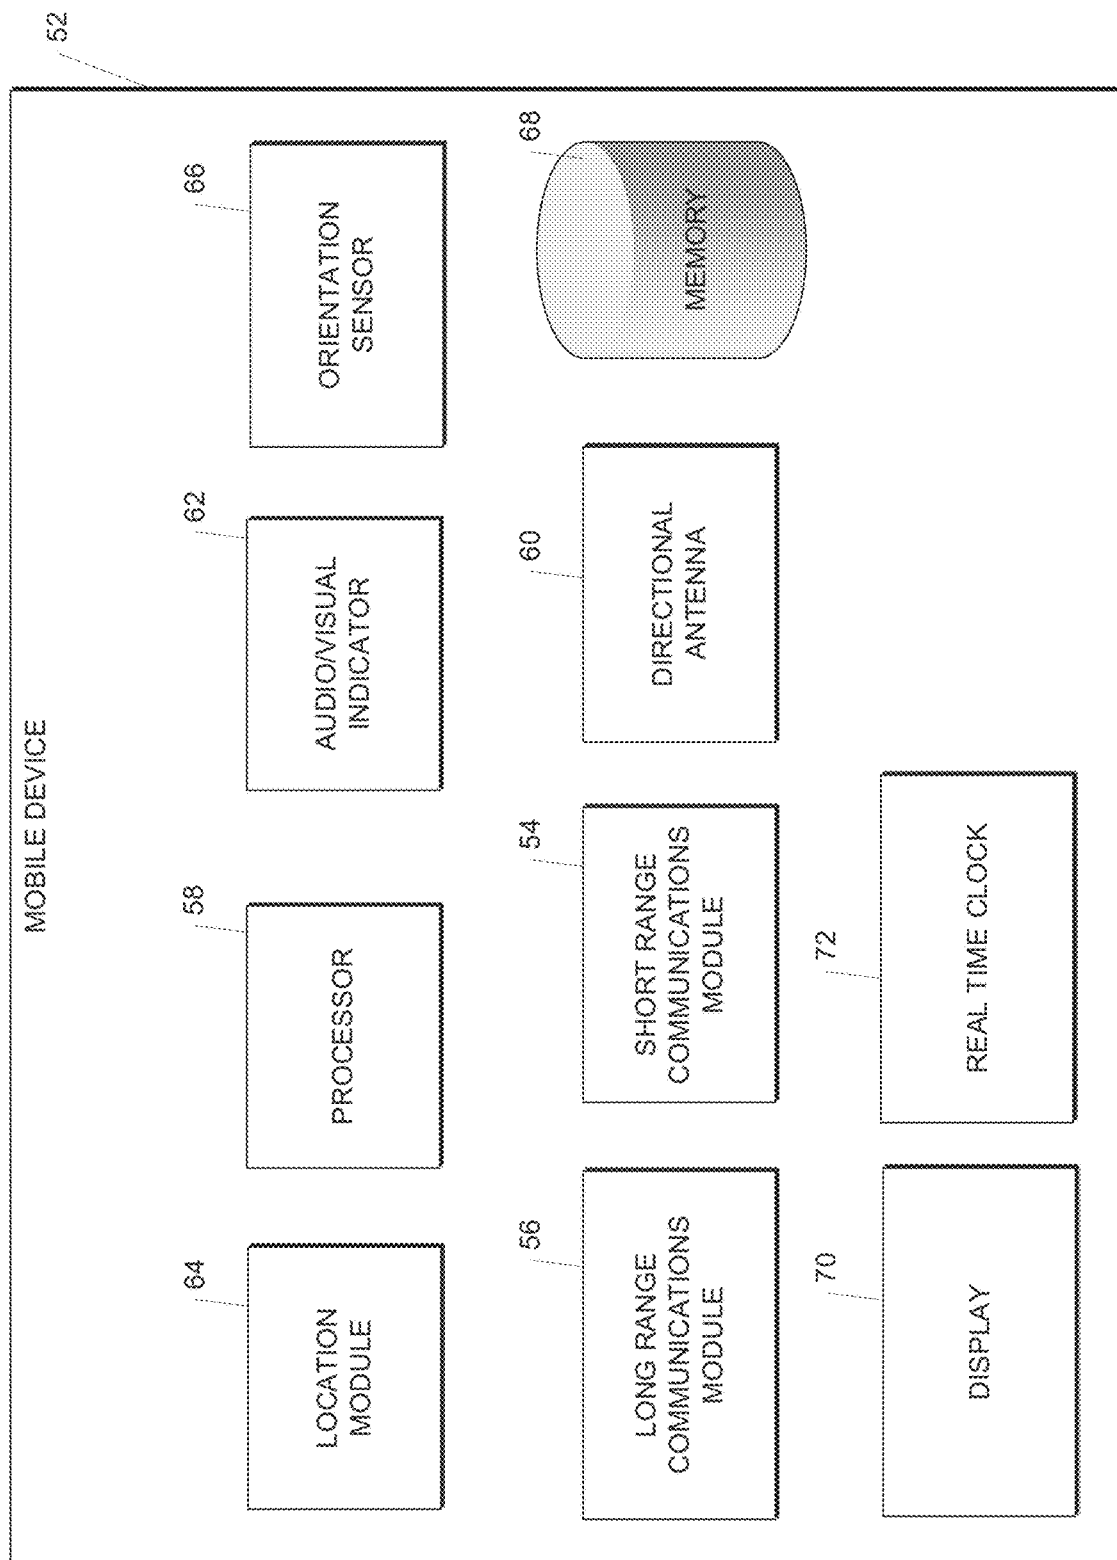 MOBILE DEVICE
52
64
LOCATION
MODULE
58
PROCESSOR
62
AUDIO/VISUAL
INDICATOR
66
ORIENTATION
SENSOR
56
LONG RANGE
COMMUNICATIONS
MODULE
54
SHORT RANGE
COMMUNICATIONS
MODULE
60
DIRECTIONAL
ANTENNA
68
MEMORY
70
DISPLAY
72
REAL TIME CLOCK